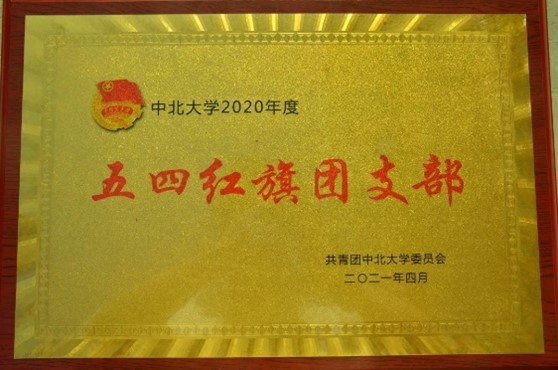 中北大学2020年度
五四红旗团支部
共青团中北大学委员会
二〇二一年四月